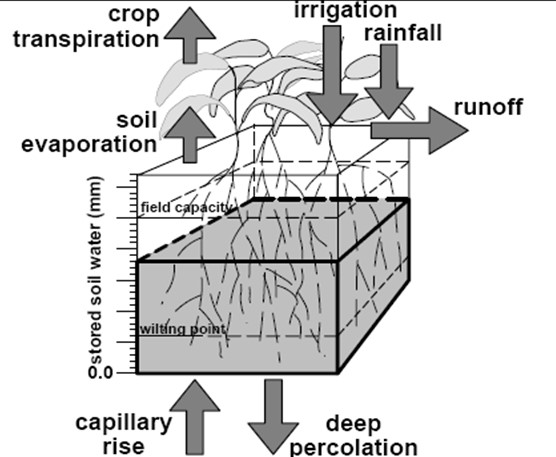 crop
transpiration
irrigation
rainfall
soil
evaporation
runoff
field capacity
stored soil water (mm)
wilting point
0.0
capillary
rise
deep
percolation